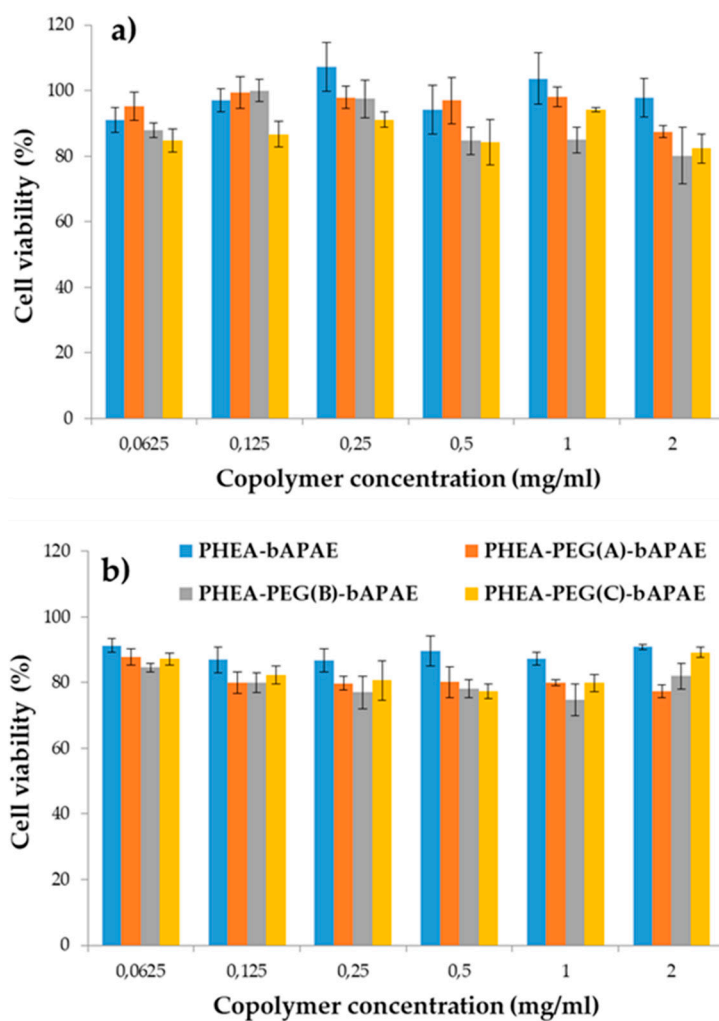 a)
120
100
80
60
40
20
0
Cell viability (%)
0,0625 0,125 0,25 0,5 1 2
Copolymer concentration (mg/ml)
b)
PHEA-bAPAE PHEA-PEG(A)-bAPAE
PHEA-PEG(B)-bAPAE PHEA-PEG(C)-bAPAE
120
100
80
60
40
20
0
Cell viability (%)
0,0625 0,125 0,25 0,5 1 2
Copolymer concentration (mg/ml)